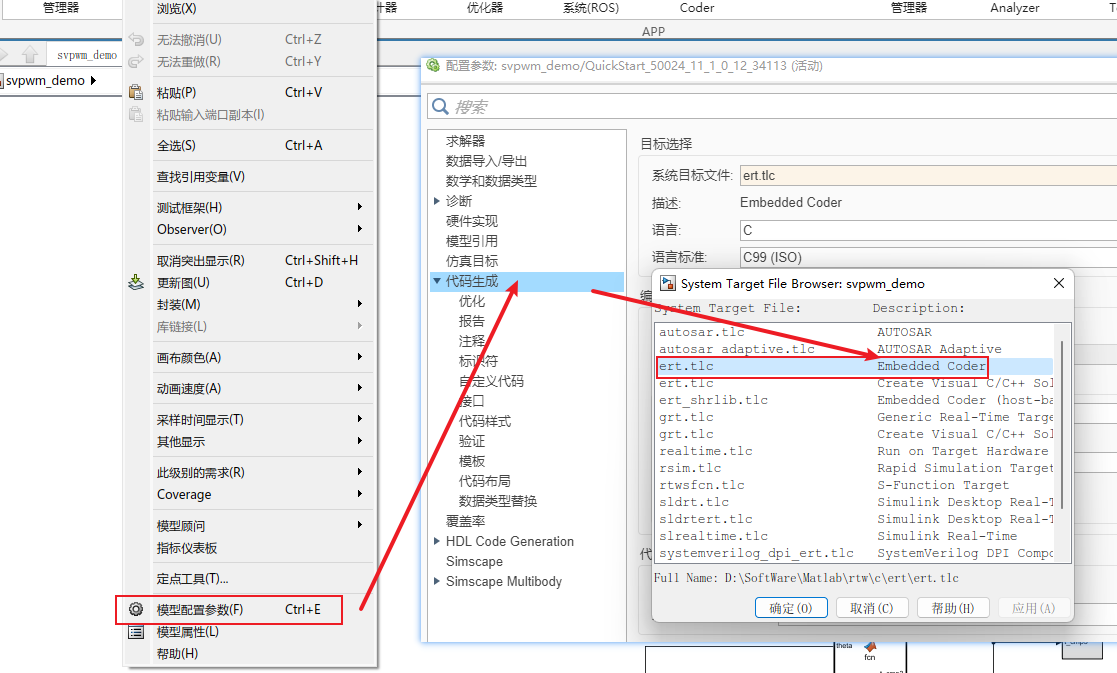 管理器
计器
优化器
系统(ROS)
Coder
管理器
Analyzer
APP
svpwm_demo
svpwm_demo
浏览(X)
无法撤消(U) Ctrl+Z
无法重做(R) Ctrl+Y
粘贴(P) Ctrl+V
粘贴输入端口副本(I)
全选(S) Ctrl+A
查找引用变量(V)
测试框架(H)
Observer(O)
取消突出显示(R) Ctrl+Shift+H
更新图(U) Ctrl+D
封装(M)
库链接(L)
画布颜色(A)
动画速度(A)
采样时间显示(T)
其他显示
此级别的需求(R)
Coverage
模型顾问
指标仪表板
定点工具(T)...
模型配置参数(F) Ctrl+E
模型属性(L)
帮助(H)
配置参数: svpwm_demo/QuickStart_50024_11_1_0_12_34113 (活动)
搜索
求解器
数据导入/导出
数学和数据类型
诊断
硬件实现
模型引用
仿真目标
代码生成
优化
报告
注释
标识符
自定义代码
接口
代码样式
验证
模板
代码布局
数据类型替换
覆盖率
HDL Code Generation
Simscape
Simscape Multibody
目标选择
系统目标文件: ert.tlc
描述: Embedded Coder
语言: C
语言标准: C99 (ISO)
System Target File Browser: svpwm_demo
System Target File: Description:
autosar.tlc AUTOSAR
autosar_adaptive.tlc AUTOSAR Adaptive
ert.tlc Embedded Coder
ert.tlc Create Visual C/C++ Sol
ert_shrlib.tlc Embedded Coder (host-ba
grt.tlc Generic Real-Time Targe
grt.tlc Create Visual C/C++ Sol
realtime.tlc Run on Target Hardware
rsim.tlc Rapid Simulation Target
rtwsfcn.tlc S-Function Target
sldrt.tlc Simulink Desktop Real-T
sldrtert.tlc Simulink Desktop Real-T
slrealtime.tlc Simulink Real-Time
systemverilog_dpi_ert.tlc SystemVerilog DPI Compo
Full Name: D:\SoftWare\Matlab\rtw\c\ert\ert.tlc
确定(O) 取消(C) 帮助(H) 应用(A)
theta
fcn